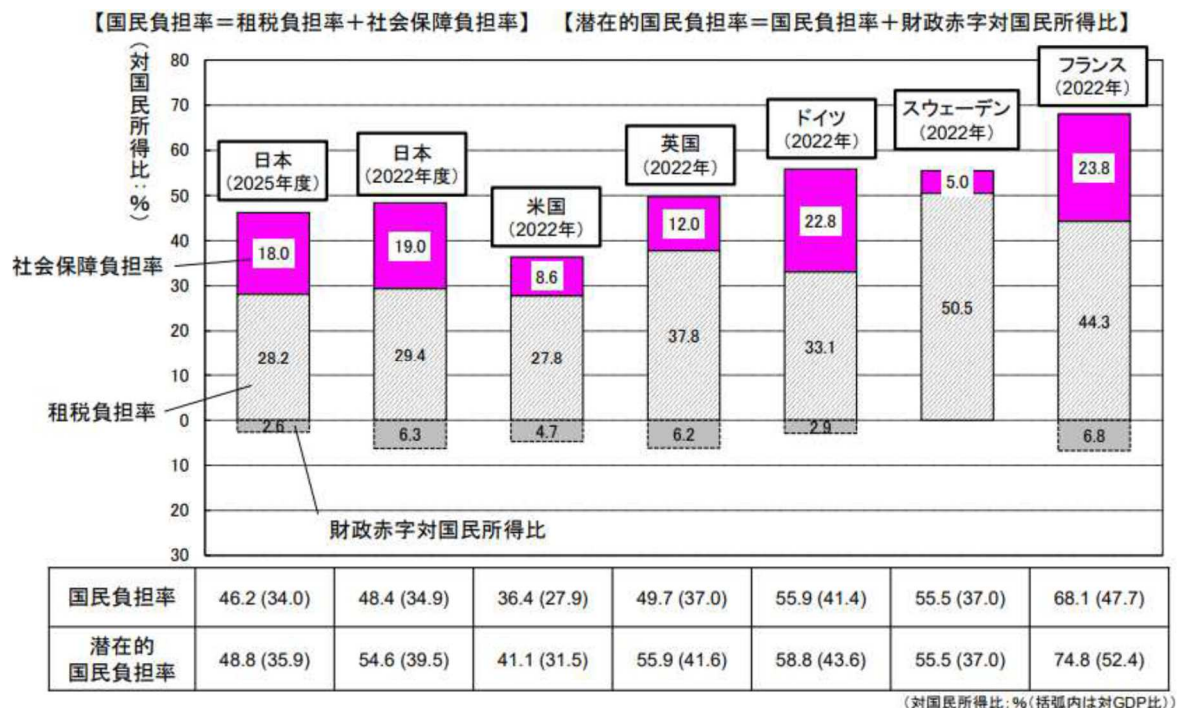 【国民負担率＝租税負担率＋社会保障負担率】 【潜在的国民負担率＝国民負担率＋財政赤字対国民所得比】
（対国民所得比：％）
80
70
60
50
40
30
20
10
0
10
20
30
日本
（2025年度）
日本
（2022年度）
米国
（2022年）
英国
（2022年）
ドイツ
（2022年）
スウェーデン
（2022年）
フランス
（2022年）
社会保障負担率
18.0
19.0
8.6
12.0
22.8
5.0
23.8
租税負担率
28.2
29.4
27.8
37.8
33.1
50.5
44.3
2.6
6.3
4.7
6.2
2.9
6.8
財政赤字対国民所得比
国民負担率 46.2 (34.0) 48.4 (34.9) 36.4 (27.9) 49.7 (37.0) 55.9 (41.4) 55.5 (37.0) 68.1 (47.7)
潜在的
国民負担率 48.8 (35.9) 54.6 (39.5) 41.1 (31.5) 55.9 (41.6) 58.8 (43.6) 55.5 (37.0) 74.8 (52.4)
（対国民所得比：％（括弧内は対GDP比））